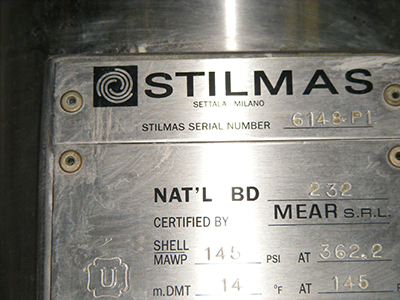 STILMAS
SETTALA MILANO
STILMAS SERIAL NUMBER 6148-P1
NAT'L BD 232
CERTIFIED BY MEAR S.R.L.
SHELL
MAWP 145 PSI AT 362.2
U
m.DMT 14 °F AT 145 P